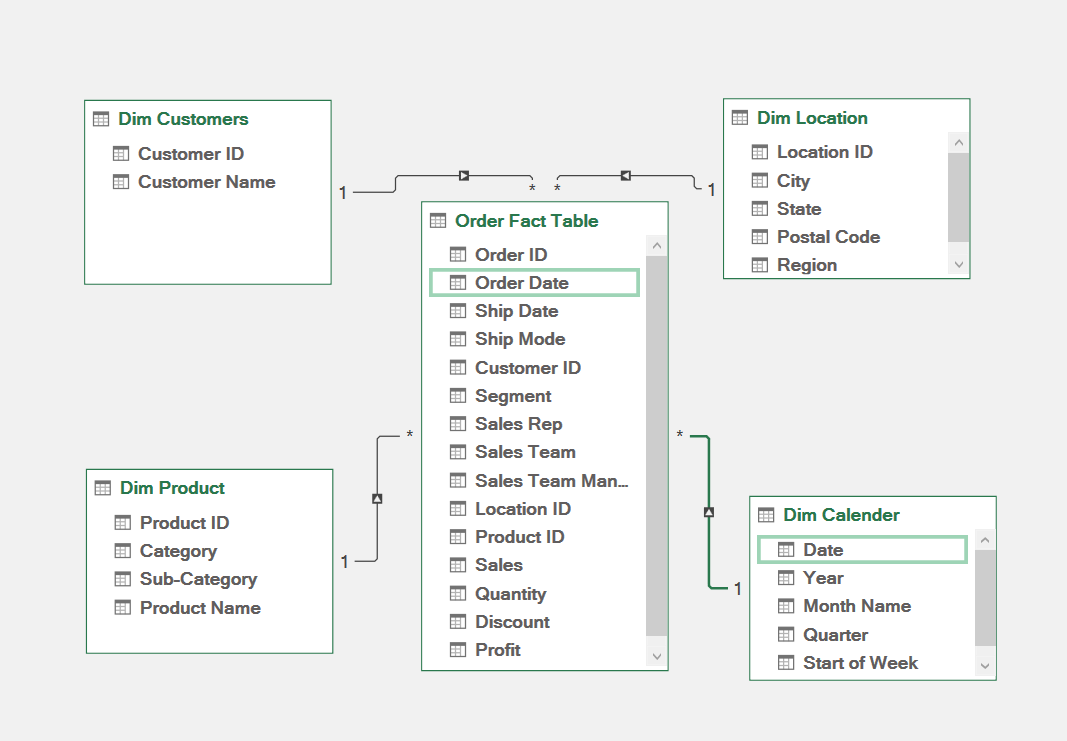 Dim Customers
Customer ID
Customer Name
1
*
*
1
Dim Location
Location ID
City
State
Postal Code
Region
Order Fact Table
Order ID
Order Date
Ship Date
Ship Mode
Customer ID
Segment
Sales Rep
Sales Team
Sales Team Man...
Location ID
Product ID
Sales
Quantity
Discount
Profit
*
1
Dim Product
Product ID
Category
Sub-Category
Product Name
*
1
Dim Calender
Date
Year
Month Name
Quarter
Start of Week